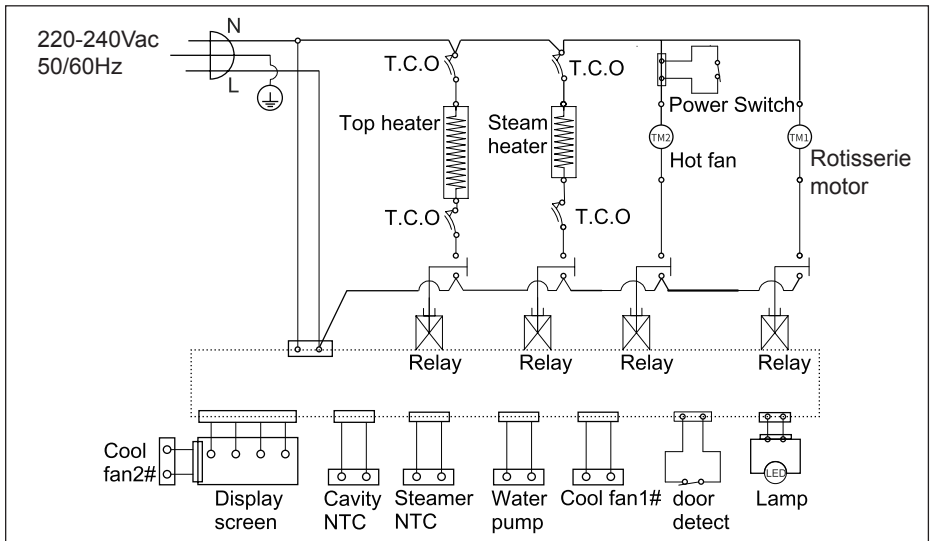 N
220-240Vac
50/60Hz
L
T.C.O
T.C.O
Power Switch
Top heater
Steam
heater
TM2
TM1
Hot fan
Rotisserie
motor
T.C.O
T.C.O
Relay
Relay
Relay
Relay
Cool
fan2#
LED
Display
screen
Cavity
NTC
Steamer
NTC
Water
pump
Cool fan1#
door
detect
Lamp